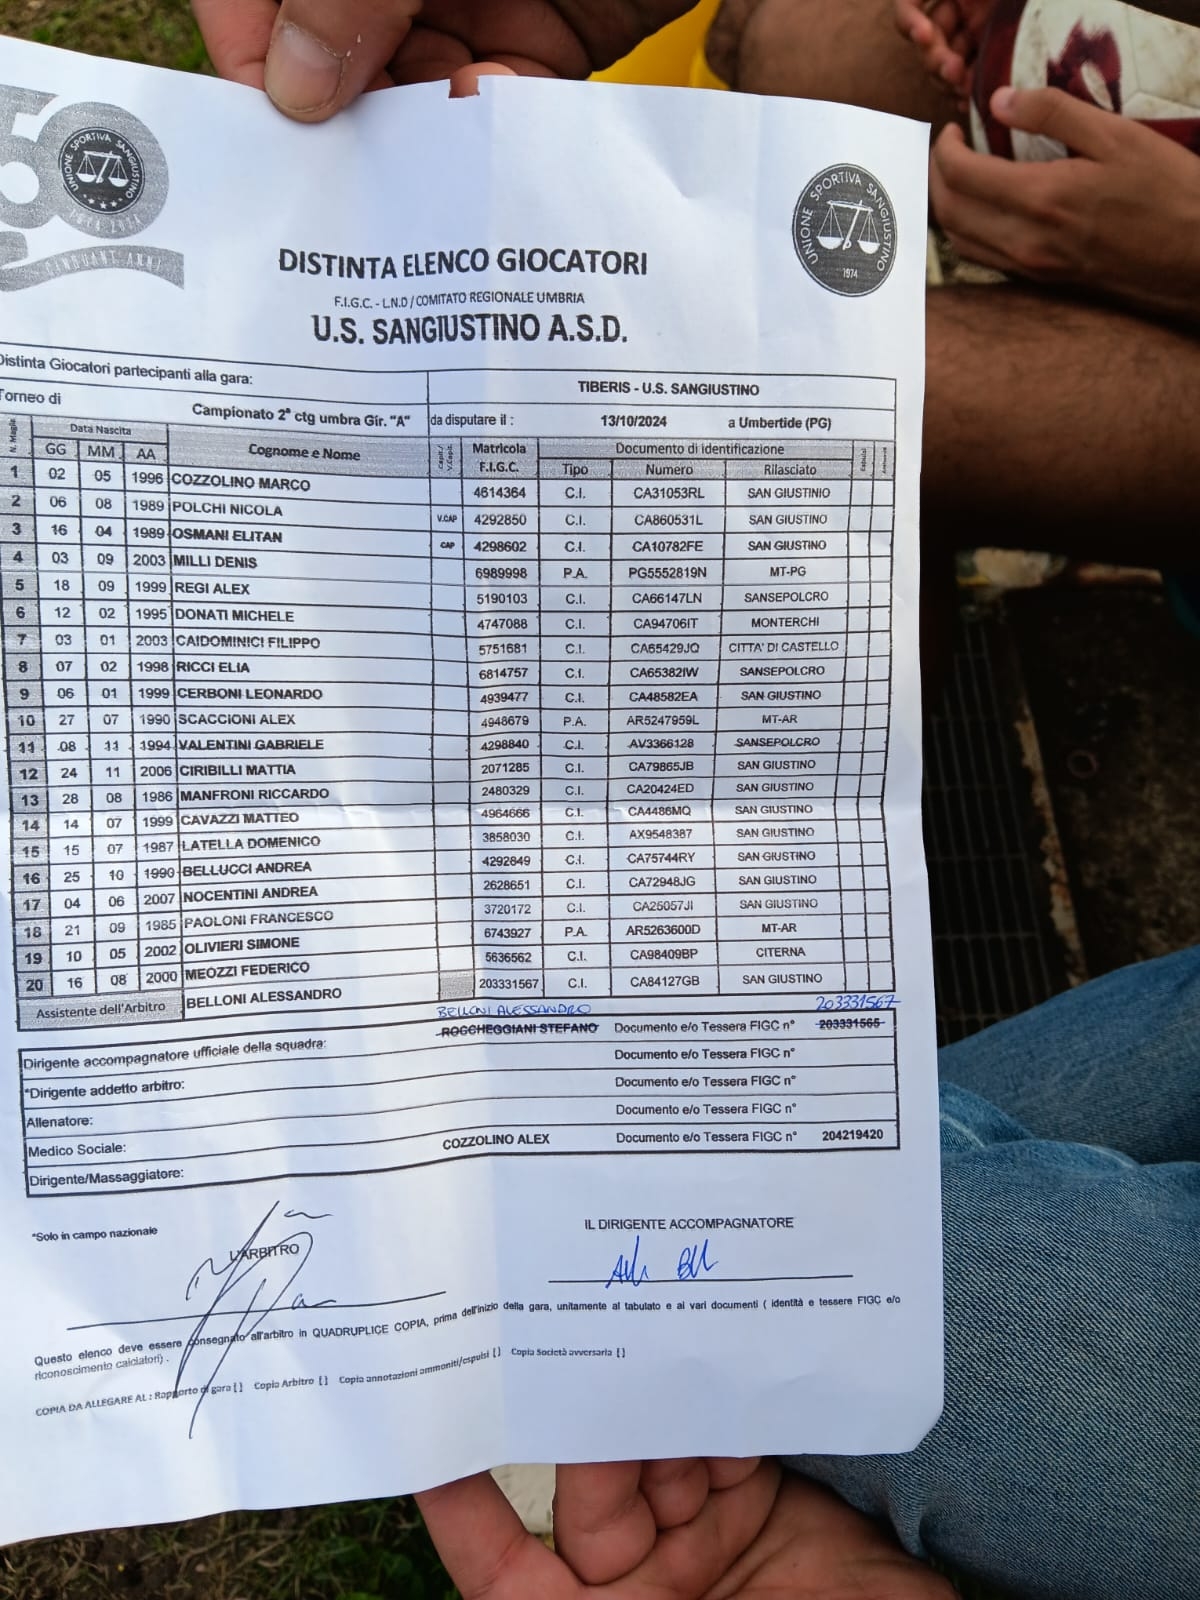 50
UNIONE SPORTIVA SANGIUSTINO
CINQUANT'ANNI
UNIONE SPORTIVA SANGIUSTINO
1974
DISTINTA ELENCO GIOCATORI
F.I.G.C. - L.N.D / COMITATO REGIONALE UMBRIA
U.S. SANGIUSTINO A.S.D.
Distinta Giocatori partecipanti alla gara: TIBERIS - U.S. SANGIUSTINO
Torneo di Campionato 2ª ctg umbra Gir. "A" da disputare il : 13/10/2024 a Umbertide (PG)
N. Maglia Data Nascita Cognome e Nome Matricola F.I.G.C. Documento di identificazione
GG MM AA Tipo Numero Rilasciato
1 02 05 1996 COZZOLINO MARCO 4614364 C.I. CA31053RL SAN GIUSTINIO
2 06 08 1989 POLCHI NICOLA V.CAP 4292850 C.I. CA860531L SAN GIUSTINO
3 16 04 1989 OSMANI ELITAN CAP 4298602 C.I. CA10782FE SAN GIUSTINO
4 03 09 2003 MILLI DENIS 6989998 P.A. PG5552819N MT-PG
5 18 09 1999 REGI ALEX 5190103 C.I. CA66147LN SANSEPOLCRO
6 12 02 1995 DONATI MICHELE 4747088 C.I. CA94706IT MONTERCHI
7 03 01 2003 CAIDOMINICI FILIPPO 5751681 C.I. CA65429JQ CITTA' DI CASTELLO
8 07 02 1998 RICCI ELIA 6814757 C.I. CA65382IW SANSEPOLCRO
9 06 01 1999 CERBONI LEONARDO 4939477 C.I. CA48582EA SAN GIUSTINO
10 27 07 1990 SCACCIONI ALEX 4948679 P.A. AR5247959L MT-AR
11 08 11 1994 VALENTINI GABRIELE 4298840 C.I. AV3366128 SANSEPOLCRO
12 24 11 2006 CIRIBILLI MATTIA 2071285 C.I. CA79865JB SAN GIUSTINO
13 28 08 1986 MANFRONI RICCARDO 2480329 C.I. CA20424ED SAN GIUSTINO
14 14 07 1999 CAVAZZI MATTEO 4964666 C.I. CA4486MQ SAN GIUSTINO
15 15 07 1987 LATELLA DOMENICO 3858030 C.I. AX9548387 SAN GIUSTINO
16 25 10 1990 BELLUCCI ANDREA 4292849 C.I. CA75744RY SAN GIUSTINO
17 04 06 2007 NOCENTINI ANDREA 2628651 C.I. CA72948JG SAN GIUSTINO
18 21 09 1985 PAOLONI FRANCESCO 3720172 C.I. CA25057JI SAN GIUSTINO
19 10 05 2002 OLIVIERI SIMONE 6743927 P.A. AR5263600D MT-AR
20 16 08 2000 MEOZZI FEDERICO 5636562 C.I. CA98409BP CITERNA
Assistente dell'Arbitro BELLONI ALESSANDRO 203331567 C.I. CA84127GB SAN GIUSTINO
BELLONI ALESSANDRO 203331567
Dirigente accompagnatore ufficiale della squadra: ROCCHEGGIANI STEFANO Documento e/o Tessera FIGC n° 203331565
*Dirigente addetto arbitro: Documento e/o Tessera FIGC n°
Allenatore: Documento e/o Tessera FIGC n°
Medico Sociale: Documento e/o Tessera FIGC n°
Dirigente/Massaggiatore: COZZOLINO ALEX Documento e/o Tessera FIGC n° 204219420
*Solo in campo nazionale
L'ARBITRO
IL DIRIGENTE ACCOMPAGNATORE
Questo elenco deve essere consegnato all'arbitro in QUADRUPLICE COPIA, prima dell'inizio della gara, unitamente al tabulato e ai vari documenti ( identità e tessere FIGC e/o
riconoscimento calciatori) .
COPIA DA ALLEGARE AL : Rapporto di gara [ ] Copia Arbitro [ ] Copia annotazioni ammoniti/espulsi [ ] Copia Società avversaria [ ]